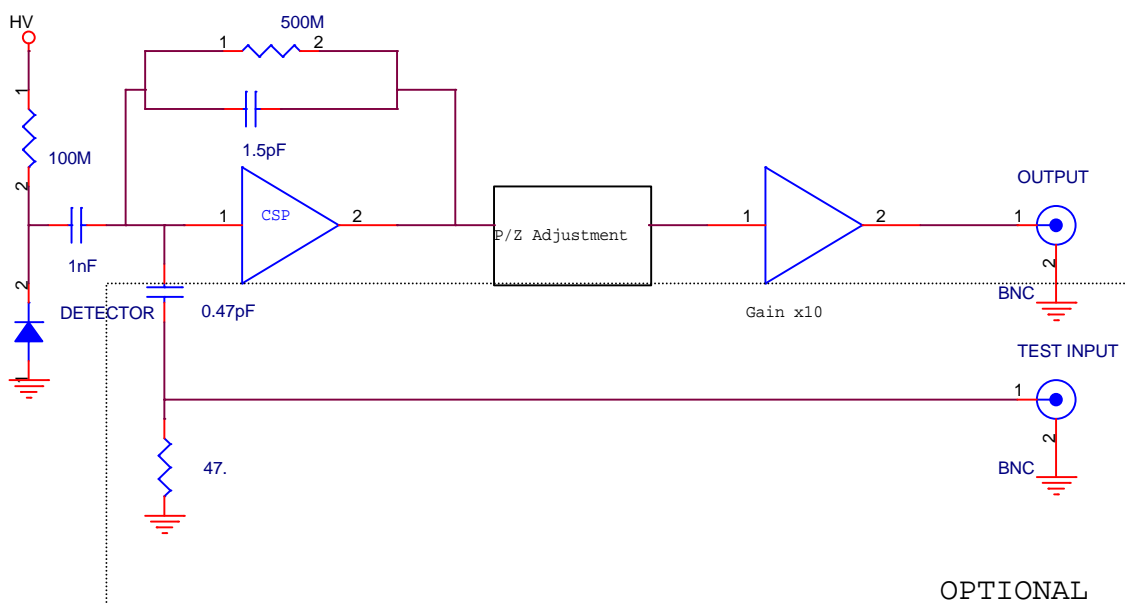 HV
500M
1
2
1
100M
2
1.5pF
CSP
1
2
1nF
P/Z Adjustment
1
2
OUTPUT
1
2
BNC
2
DETECTOR
1
0.47pF
Gain x10
TEST INPUT
1
2
BNC
47.
OPTIONAL